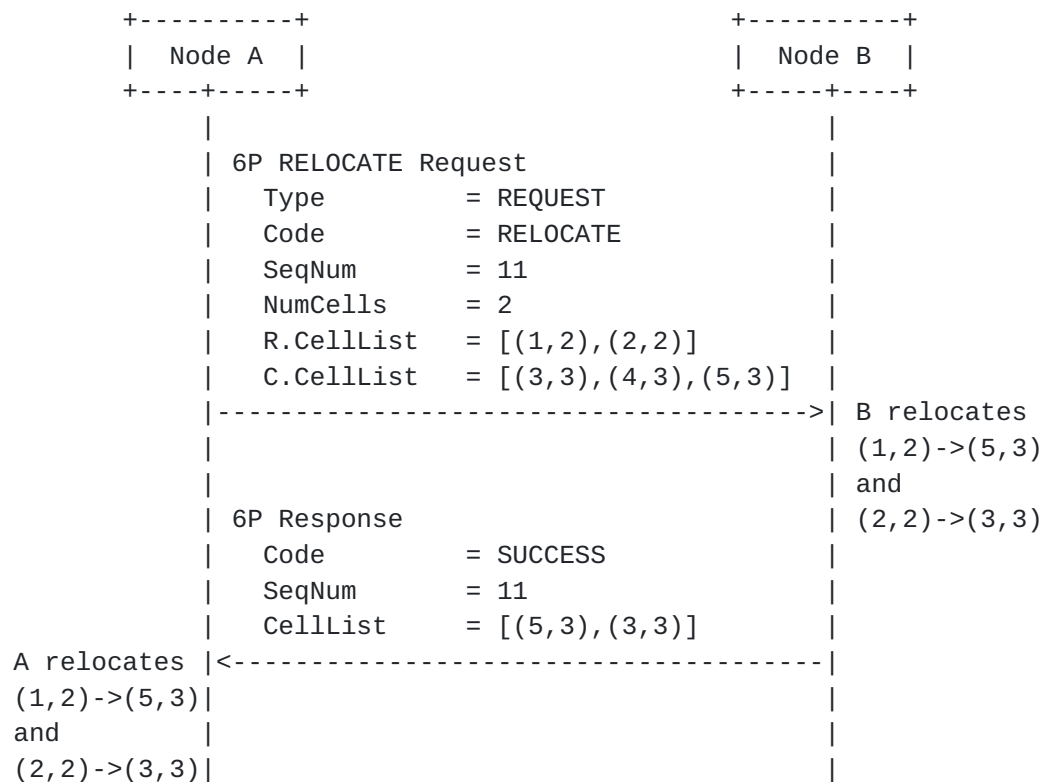 +----------+                           +----------+
|  Node A  |                           |  Node B  |
+----+-----+                           +-----+----+
     |                                       |
     | 6P RELOCATE Request                   |
     |   Type         = REQUEST              |
     |   Code         = RELOCATE             |
     |   SeqNum       = 11                   |
     |   NumCells     = 2                    |
     |   R.CellList   = [(1,2),(2,2)]        |
     |   C.CellList   = [(3,3),(4,3),(5,3)]  |
     |-------------------------------------->| B relocates
     |                                       | (1,2)->(5,3)
     |                                       | and
     | 6P Response                           | (2,2)->(3,3)
     |   Code         = SUCCESS              |
     |   SeqNum       = 11                   |
     |   CellList     = [(5,3),(3,3)]        |
A relocates |<--------------------------------------|
(1,2)->(5,3)|                                       |
and         |                                       |
(2,2)->(3,3)|                                       |